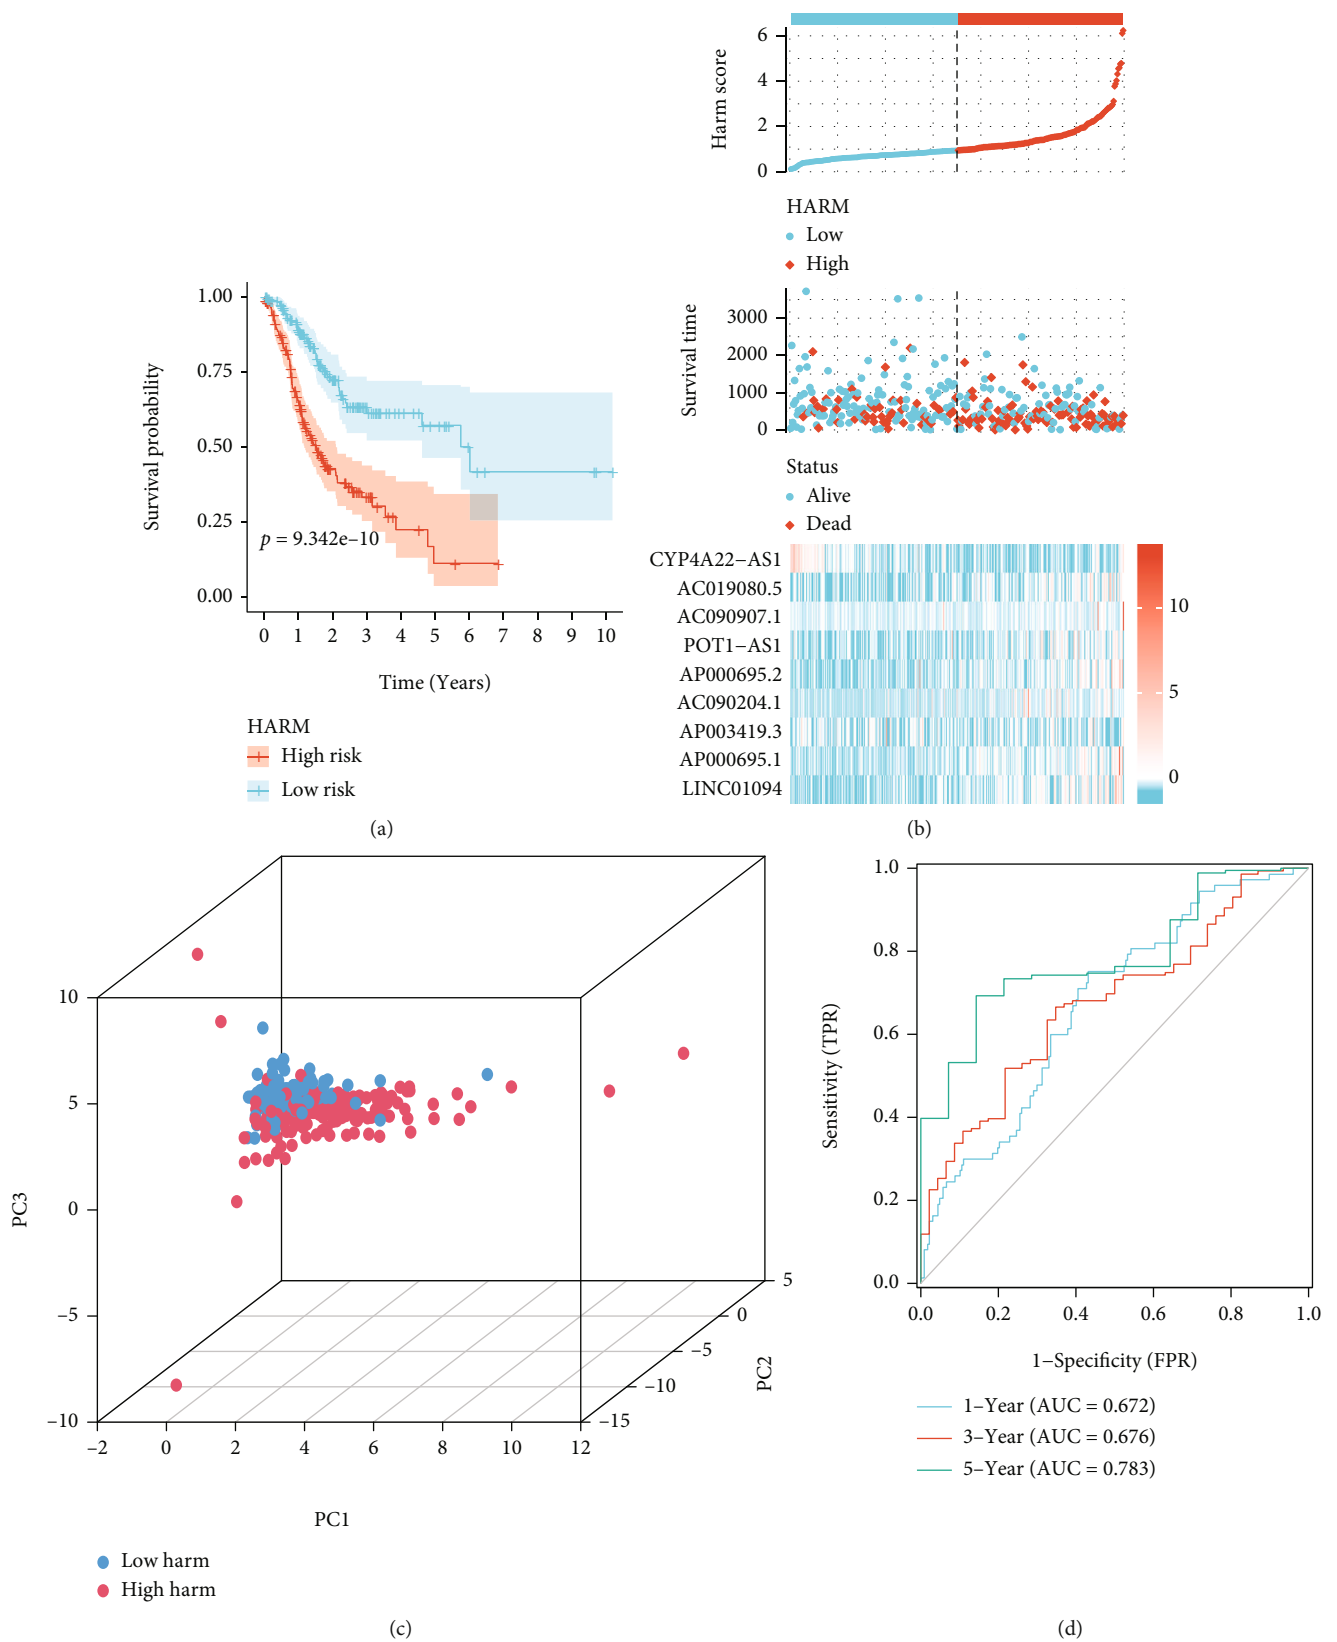 1.00
0.75
0.50
0.25
0.00
Survival probability
p = 9.342e–10
0 1 2 3 4 5 6 7 8 9 10
Time (Years)
HARM
High risk
Low risk
(a)
6
4
2
0
Harm score
HARM
Low
High
3000
2000
1000
0
Survival time
Status
Alive
Dead
CYP4A22–AS1
AC019080.5
AC090907.1
POT1–AS1
AP000695.2
AC090204.1
AP003419.3
AP000695.1
LINC01094
10
5
0
(b)
10
5
0
–5
–10
PC3
–2 0 2 4 6 8 10 12
PC1
5
0
–5
–10
–15
PC2
Low harm
High harm
(c)
1.0
0.8
0.6
0.4
0.2
0.0
Sensitivity (TPR)
0.0 0.2 0.4 0.6 0.8 1.0
1–Specificity (FPR)
1–Year (AUC = 0.672)
3–Year (AUC = 0.676)
5–Year (AUC = 0.783)
(d)